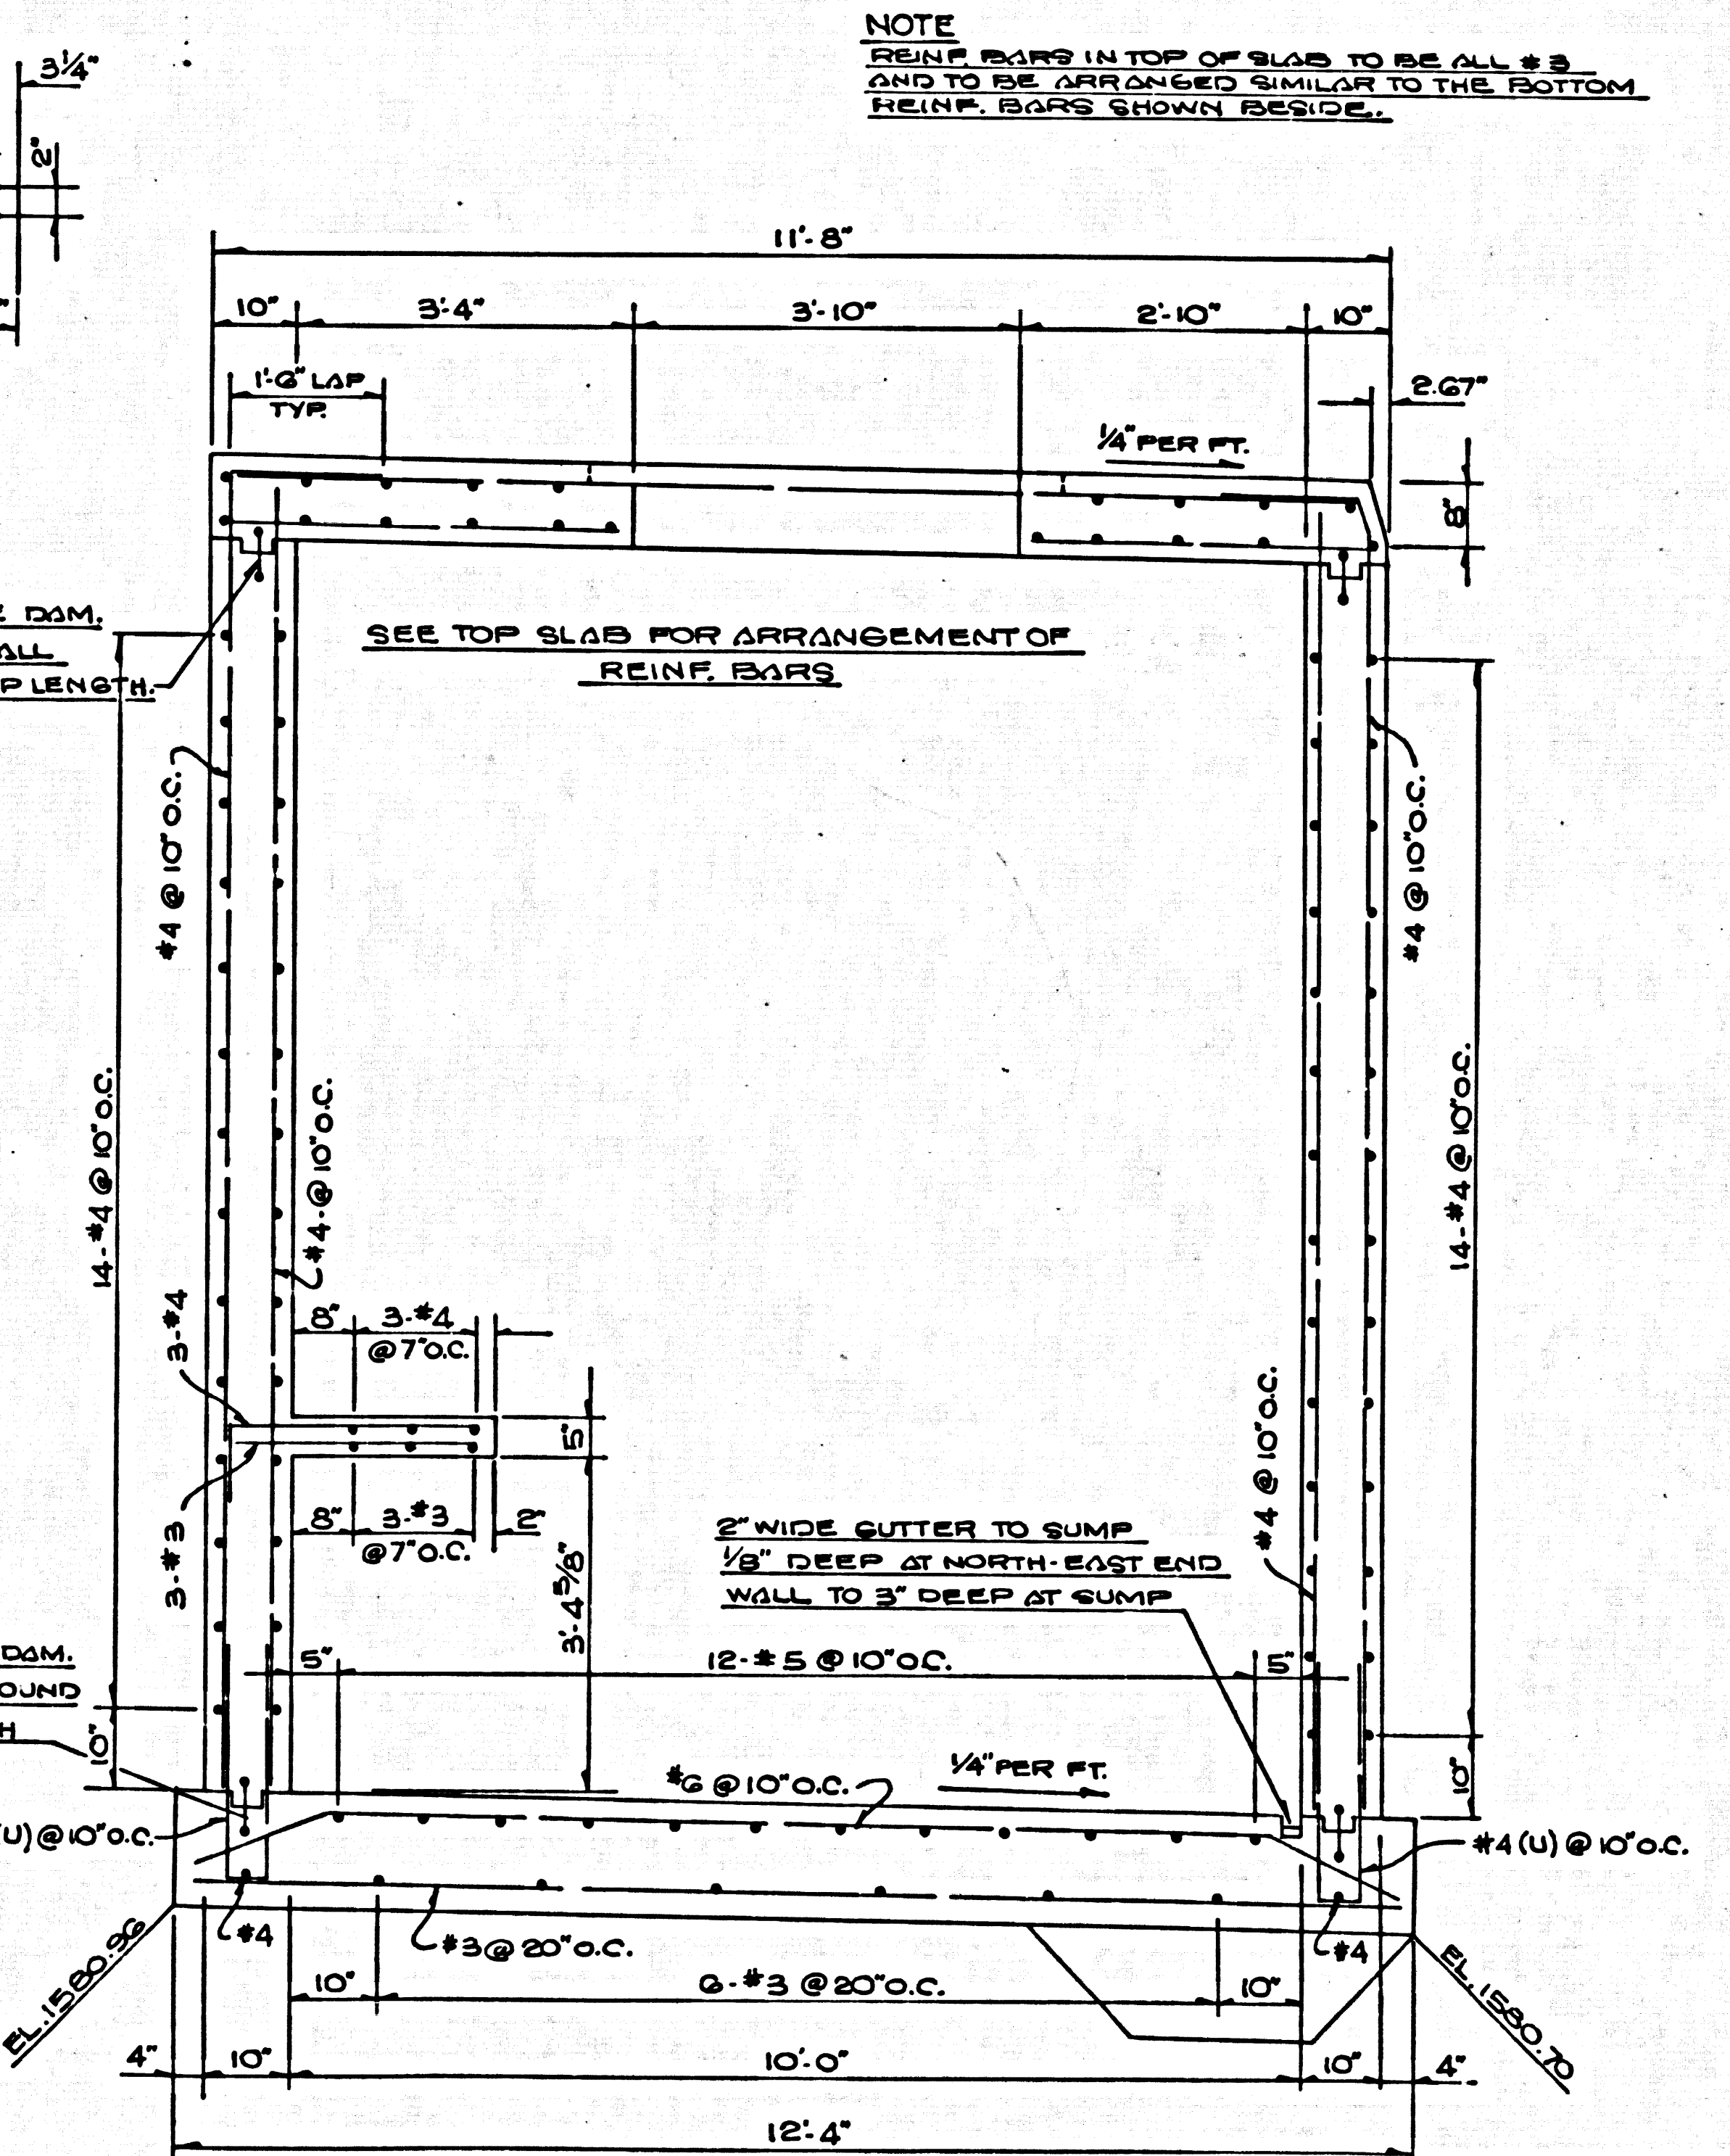 NOTE
REINF. BARS IN TOP OF SLAB TO BE ALL #3
AND TO BE ARRANGED SIMILAR TO THE BOTTOM
REINF. BARS SHOWN BESIDE.
3¼"
2"
11'-8"
10"
3'-4"
3'-10"
2'-10"
10"
1'-6" LAP
TYP.
2.67"
¼" PER FT.
8"
DAM.
ALL
LENGTH.
SEE TOP SLAB FOR ARRANGEMENT OF
REINF. BARS
#4 @ 10" O.C.
#4 @ 10" O.C.
14-#4 @ 10" O.C.
#4-@ 10" O.C.
14-#4 @ 10" O.C.
3-#4
8"
3-#4
@ 7" O.C.
5"
#4 @ 10" O.C.
3-#3
8"
3-#3
@ 7" O.C.
2"
3'-4⅝"
2" WIDE GUTTER TO SUMP
⅛" DEEP AT NORTH-EAST END
WALL TO 3" DEEP AT SUMP
DAM.
5"
12-#5 @ 10" O.C.
5"
10"
#6 @ 10" O.C.
¼" PER FT.
10"
(U) @ 10" O.C.
#4 (U) @ 10" O.C.
#4
#3 @ 20" O.C.
#4
EL. 1580.96
10"
6-#3 @ 20" O.C.
10"
EL. 1580.70
4"
10"
10'-0"
10"
4"
12'-4"